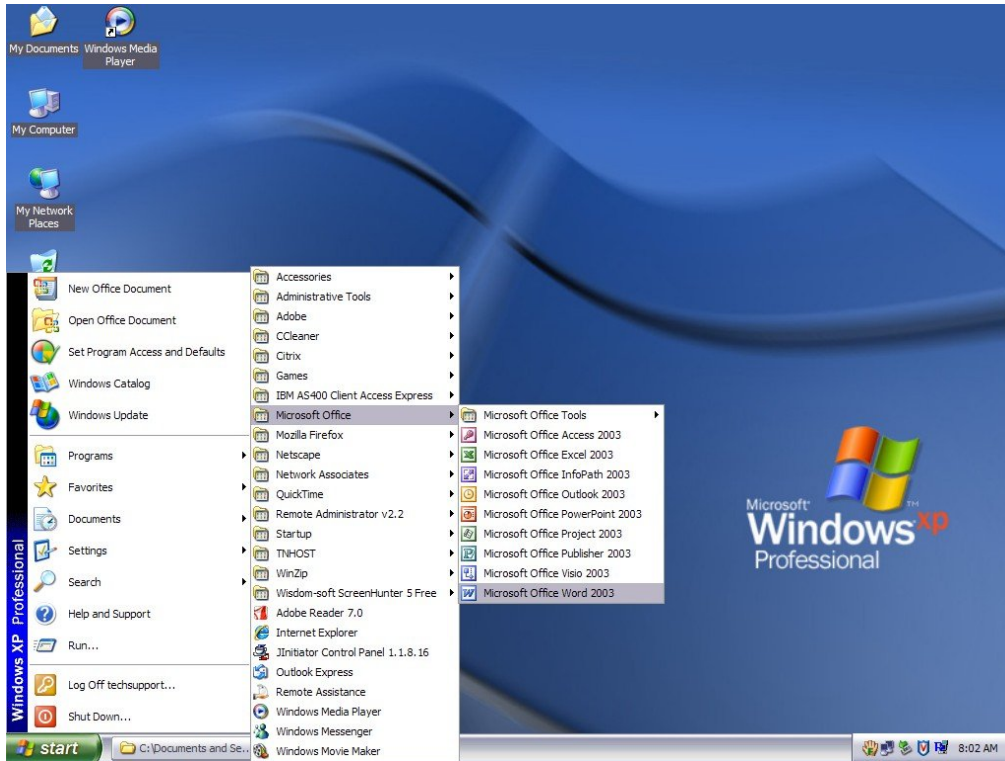 My Documents
Windows Media
Player
My Computer
My Network
Places
New Office Document
Open Office Document
Set Program Access and Defaults
Windows Catalog
Windows Update
Programs
Favorites
Documents
Settings
Search
Help and Support
Run...
Log Off techsupport...
Shut Down...
Windows XP Professional
Accessories
Administrative Tools
Adobe
CCleaner
Citrix
Games
IBM AS400 Client Access Express
Microsoft Office
Mozilla Firefox
Netscape
Network Associates
QuickTime
Remote Administrator v2.2
Startup
TNHOST
WinZip
Wisdom-soft ScreenHunter 5 Free
Adobe Reader 7.0
Internet Explorer
JInitiator Control Panel 1.1.8.16
Outlook Express
Remote Assistance
Windows Media Player
Windows Messenger
Windows Movie Maker
Microsoft Office Tools
Microsoft Office Access 2003
Microsoft Office Excel 2003
Microsoft Office InfoPath 2003
Microsoft Office Outlook 2003
Microsoft Office PowerPoint 2003
Microsoft Office Project 2003
Microsoft Office Publisher 2003
Microsoft Office Visio 2003
Microsoft Office Word 2003
TM
Microsoft
Windows xp
Professional
start
C:\Documents and Se...
8:02 AM